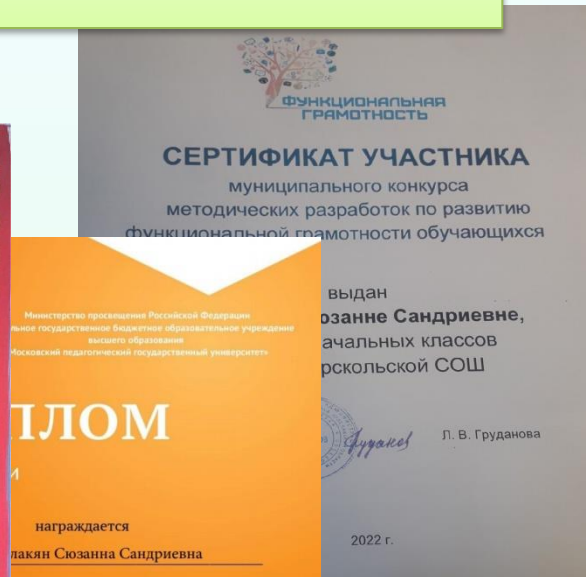 ФУНКЦИОНАЛЬНАЯ
ГРАМОТНОСТЬ
СЕРТИФИКАТ УЧАСТНИКА
муниципального конкурса
методических разработок по развитию
функциональной грамотности обучающихся
выдан
юзанне Сандриевне,
ачальных классов
рскольской СОШ
Л. В. Груданова
2022 г.
Министерство просвещения Российской Федерации
льное государственное бюджетное образовательное учреждение
высшего образования
Московский педагогический государственный университет»
ПЛОМ
и
награждается
лакян Сюзанна Сандриевна